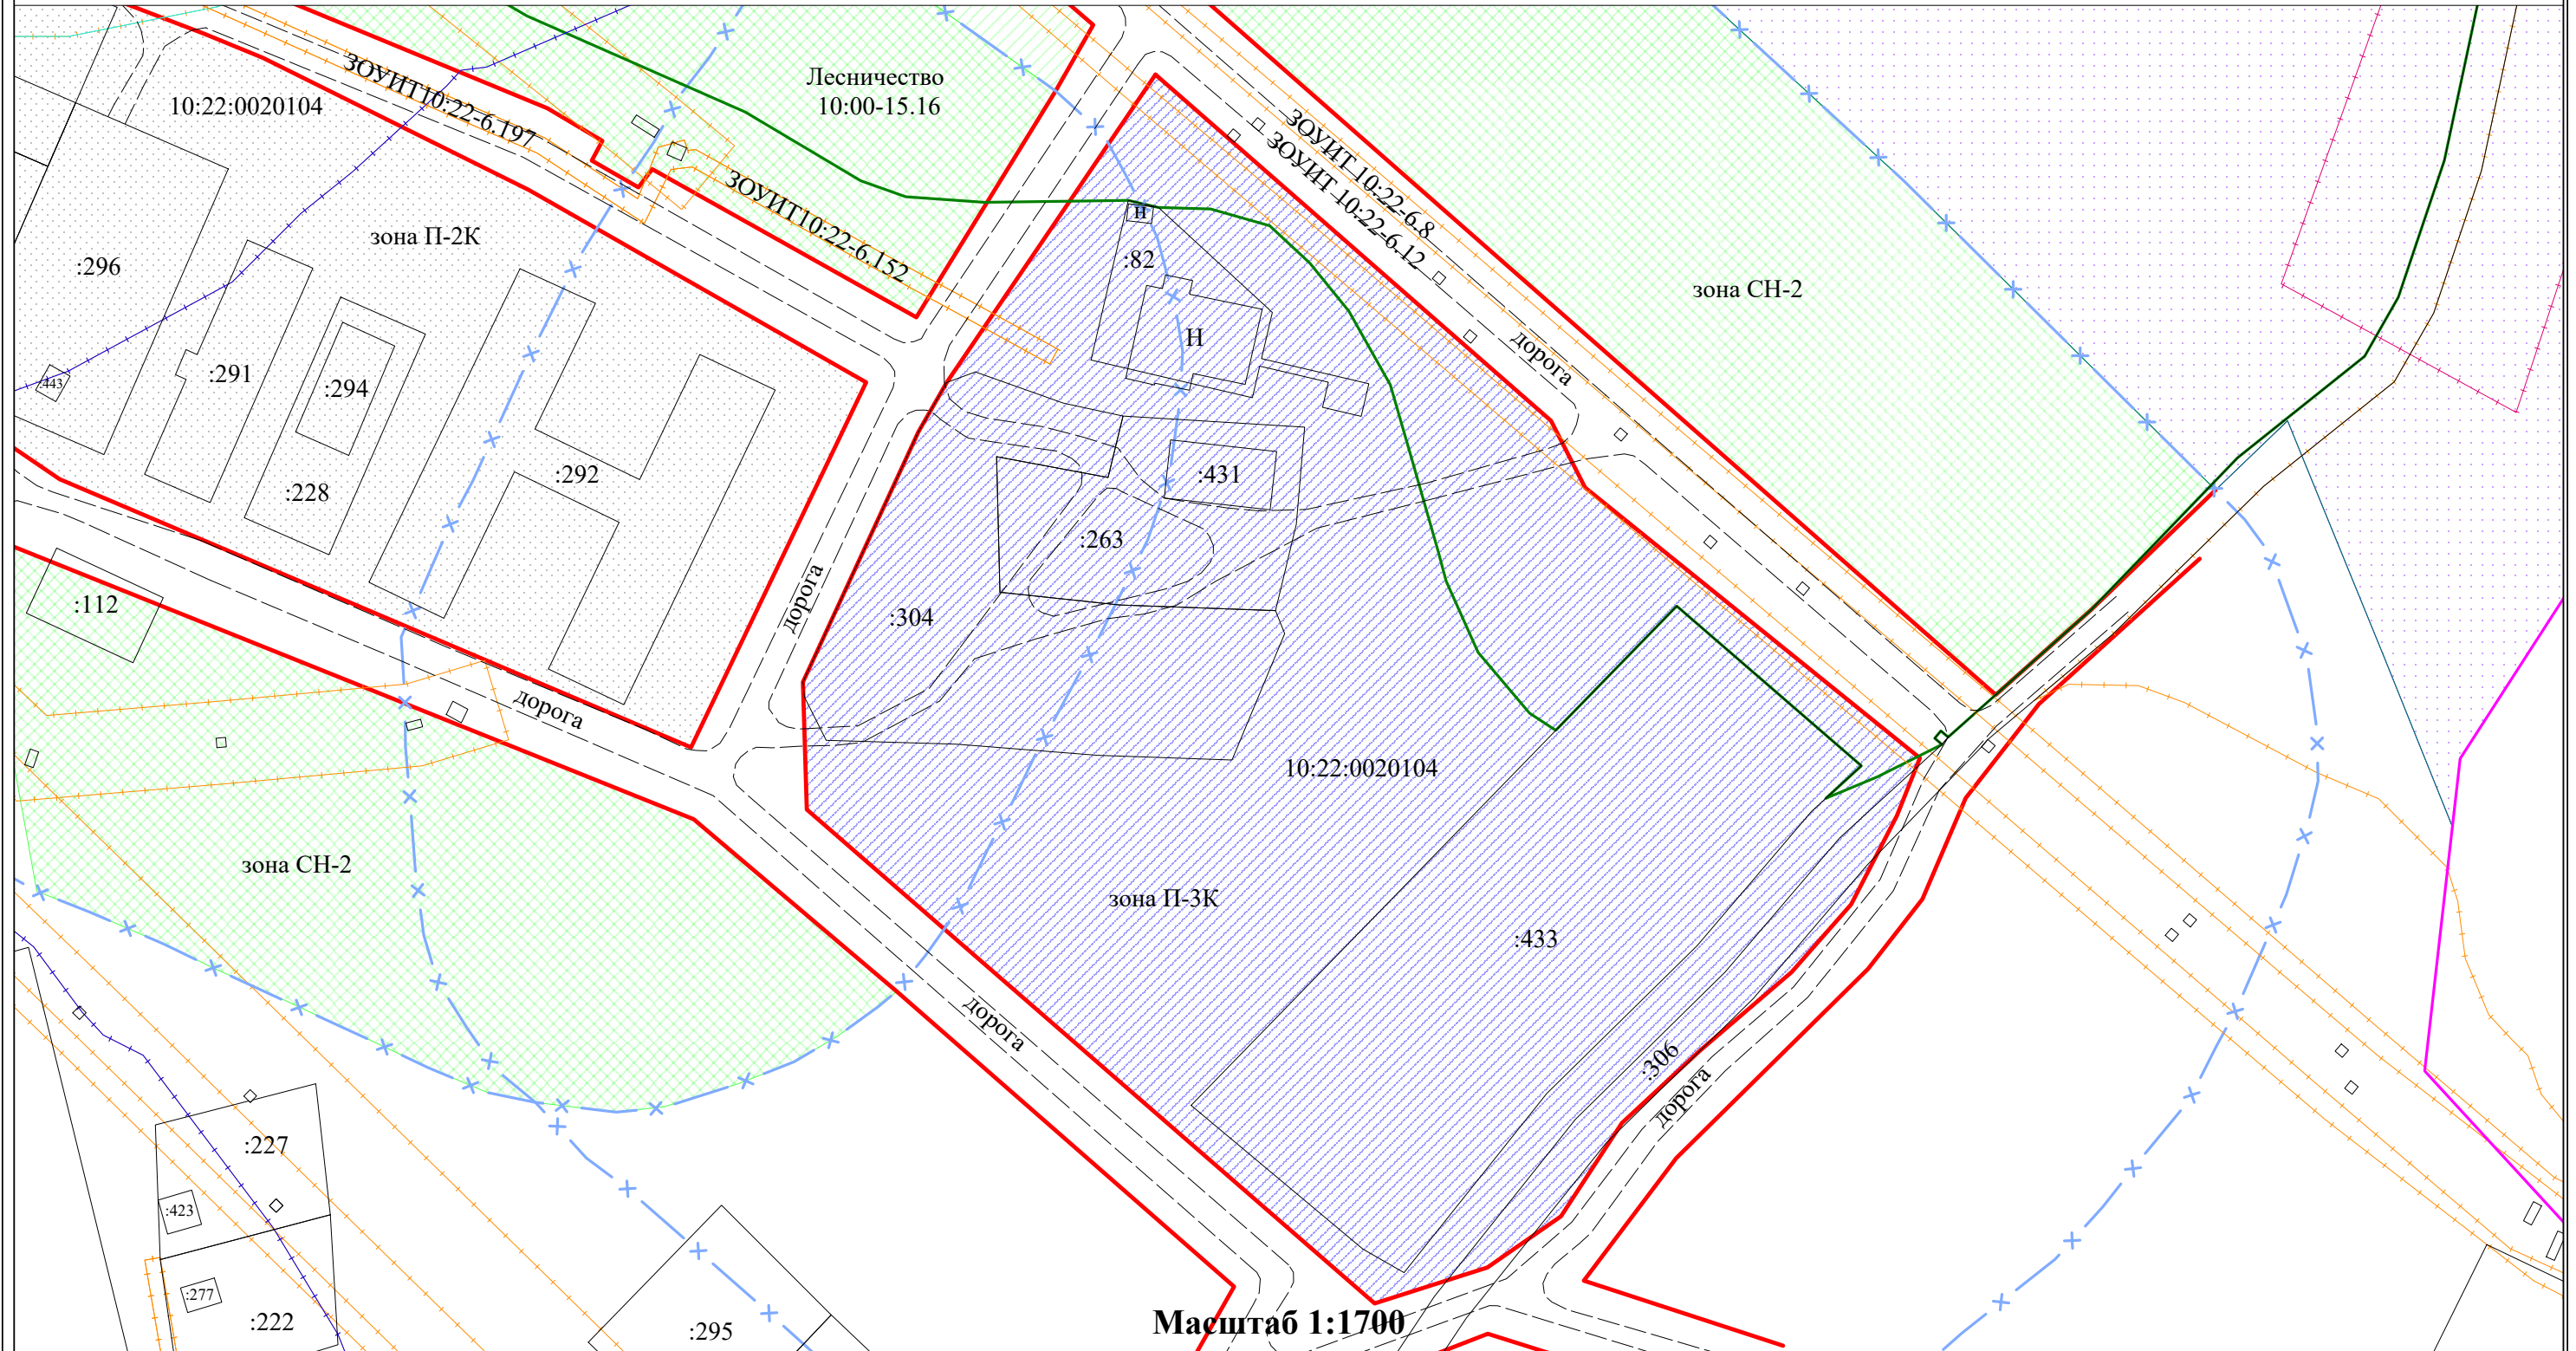 ЗОУИТ10:22-6.197
10:22:0020104
Лесничество
10:00-15.16
ЗОУИТ 10:22-6.8
ЗОУИТ 10:22-6.12
ЗОУИТ10:22-6.152
зона П-2К
:296
:443
:291
:294
:228
:292
:112
н
:82
Н
:431
:263
:304
дорога
зона СН-2
дорога
дорога
10:22:0020104
зона П-3К
:433
:306
дорога
дорога
зона СН-2
:227
:423
:277
:222
:295
Масштаб 1:1700